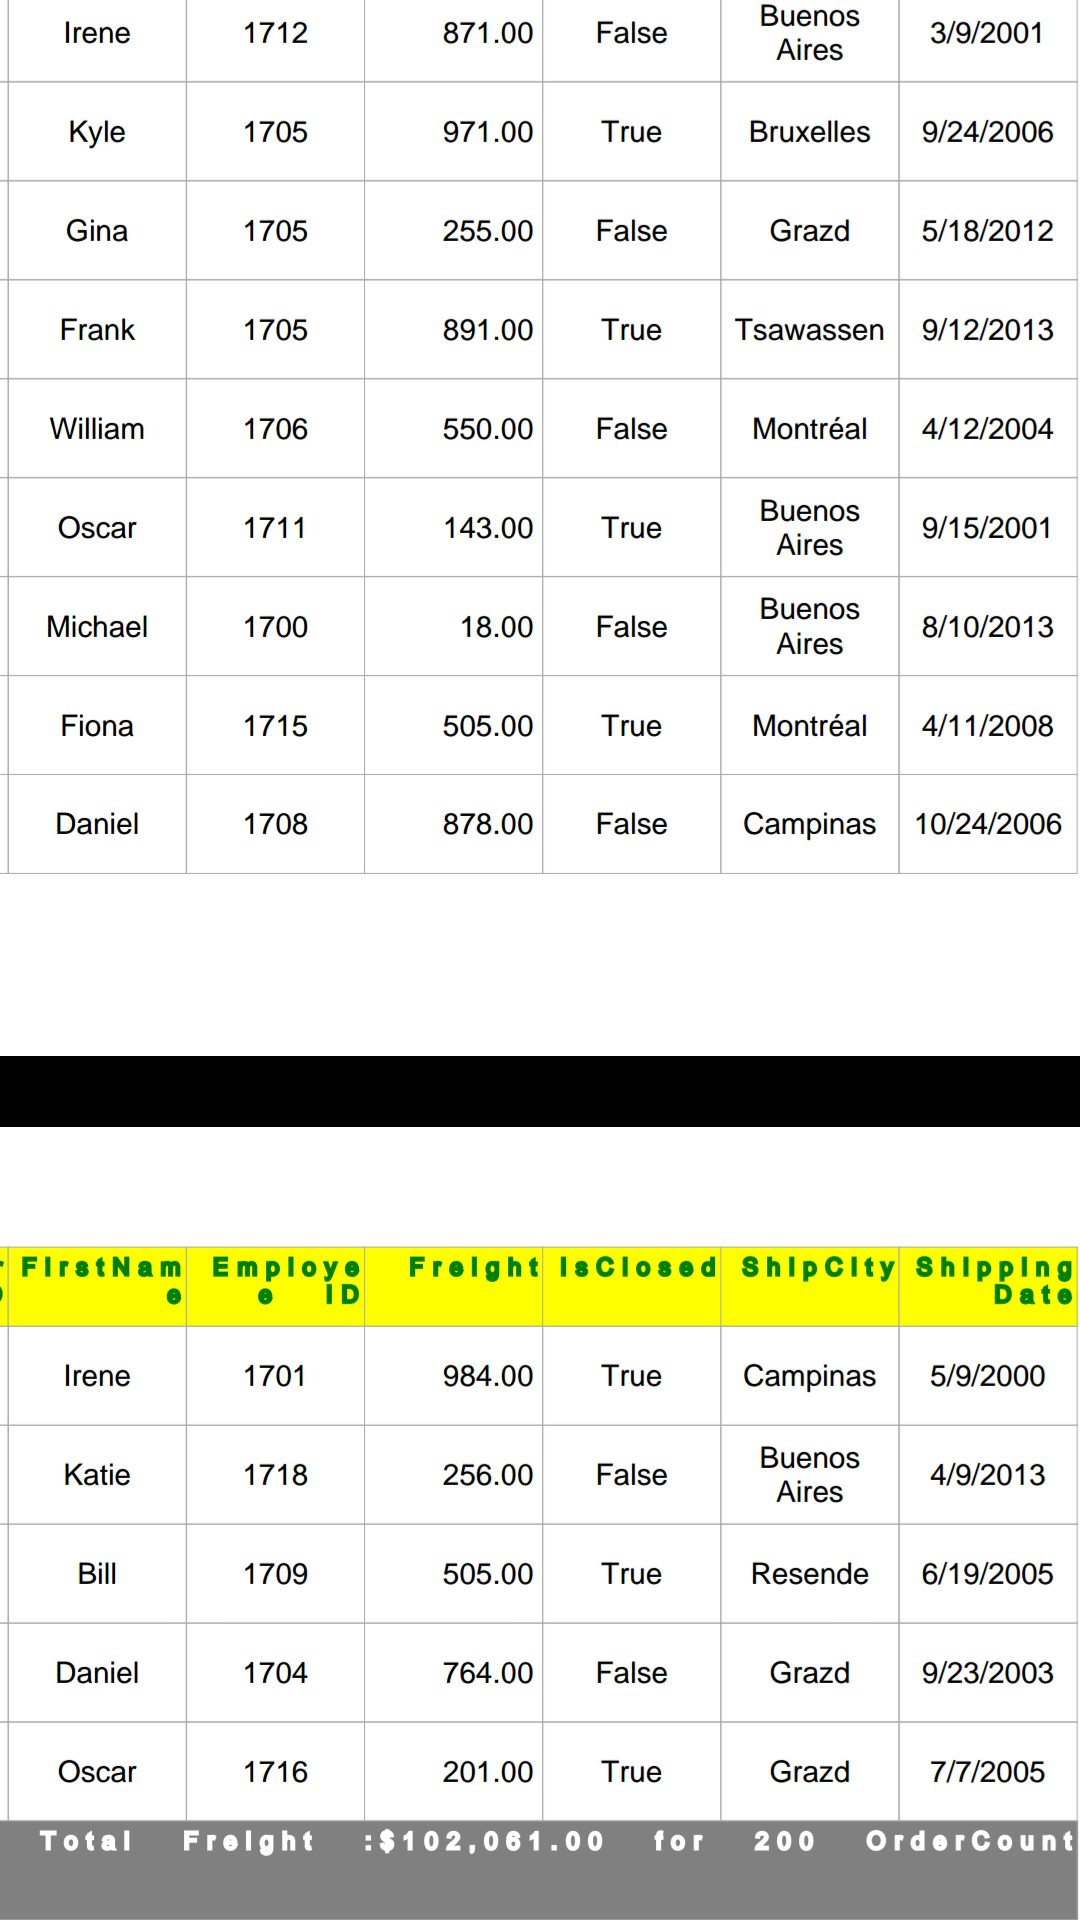 Irene 1712 871.00 False Buenos Aires 3/9/2001
Kyle 1705 971.00 True Bruxelles 9/24/2006
Gina 1705 255.00 False Grazd 5/18/2012
Frank 1705 891.00 True Tsawassen 9/12/2013
William 1706 550.00 False Montréal 4/12/2004
Oscar 1711 143.00 True Buenos Aires 9/15/2001
Michael 1700 18.00 False Buenos Aires 8/10/2013
Fiona 1715 505.00 True Montréal 4/11/2008
Daniel 1708 878.00 False Campinas 10/24/2006
FirstName EmployeeID Freight IsClosed ShipCity Shipping Date
Irene 1701 984.00 True Campinas 5/9/2000
Katie 1718 256.00 False Buenos Aires 4/9/2013
Bill 1709 505.00 True Resende 6/19/2005
Daniel 1704 764.00 False Grazd 9/23/2003
Oscar 1716 201.00 True Grazd 7/7/2005
Total Freight :$102,061.00 for 200 OrderCount